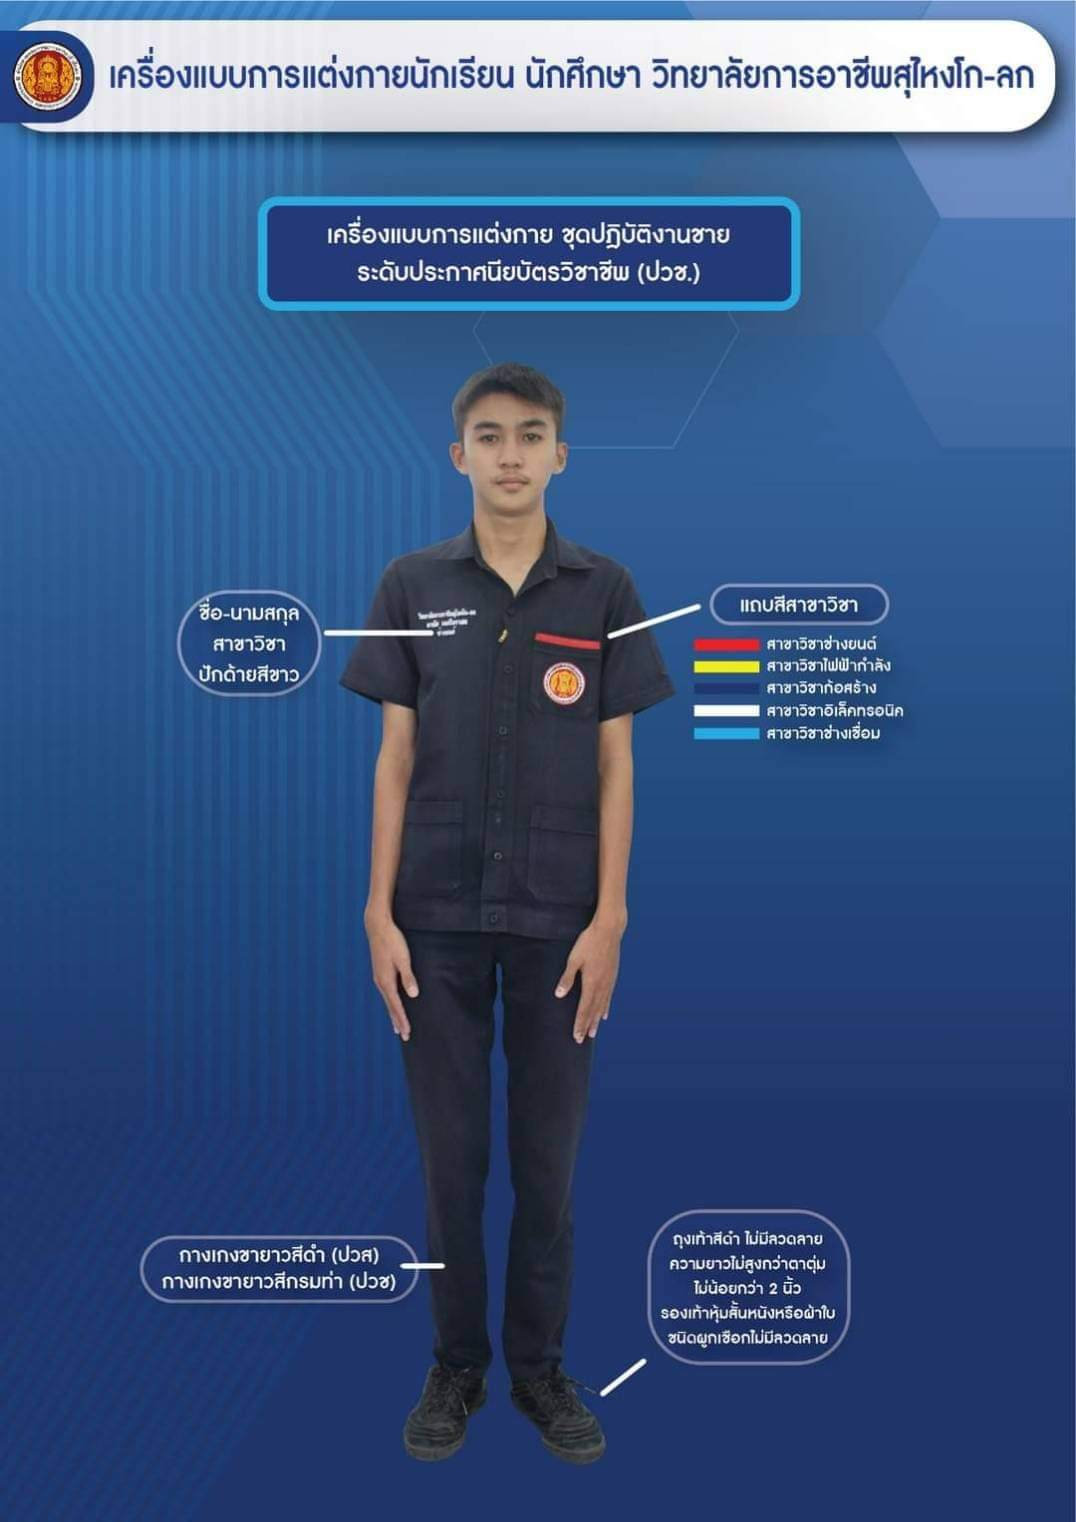 เครื่องแบบการแต่งกายนักเรียน นักศึกษา วิทยาลัยการอาชีพสุไหงโก-ลก
เครื่องแบบการแต่งกาย ชุดปฏิบัติงานชาย
ระดับประกาศนียบัตรวิชาชีพ (ปวช.)
ชื่อ-นามสกุล
สาขาวิชา
ปักด้ายสีขาว
แถบสีสาขาวิชา
สาขาวิชาช่างยนต์
สาขาวิชาไฟฟ้ากำลัง
สาขาวิชาก้อสร้าง
สาขาวิชาอิเล็คทรอนิค
สาขาวิชาช่างเชื่อม
กางเกงขายาวสีดำ (ปวส)
กางเกงขายาวสีกรมท่า (ปวช)
ถุงเท้าสีดำ ไม่มีลวดลาย
ความยาวไม่สูงกว่าตาตุ่ม
ไม่น้อยกว่า 2 นิ้ว
รองเท้าหุ้มส้นหนังหรือผ้าใบ
ชนิดผูกเชือกไม่มีลวดลาย